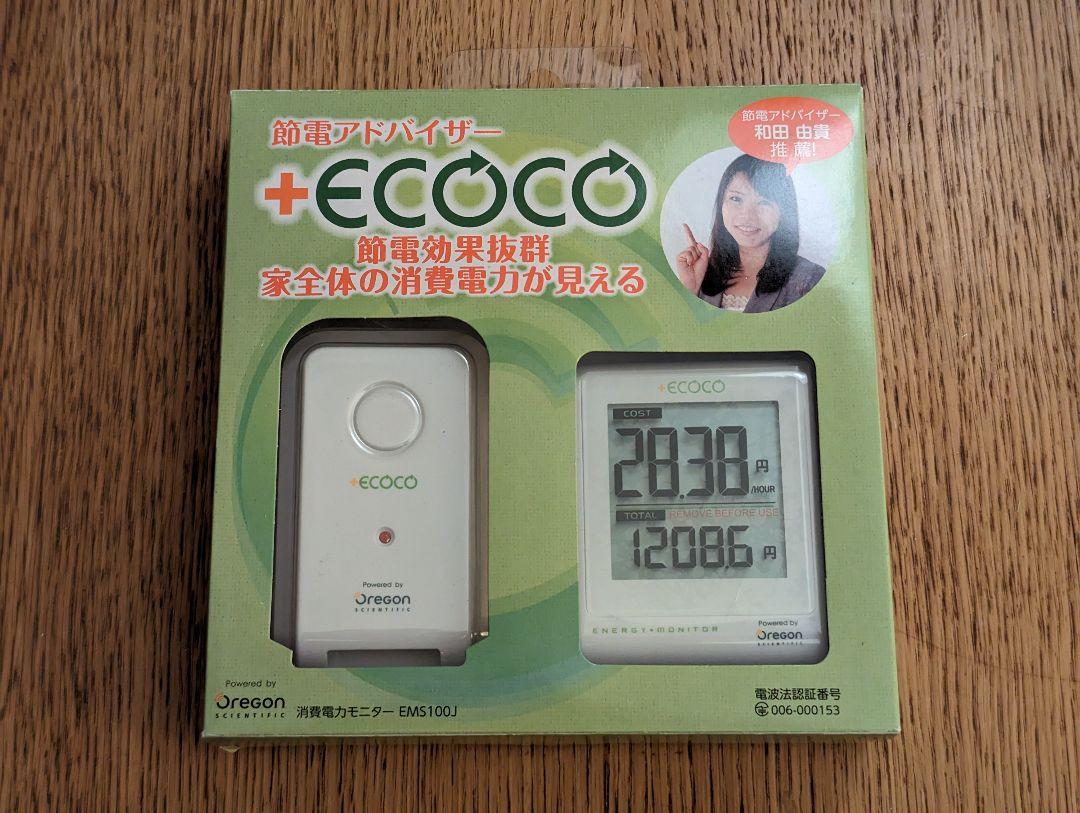 節電アドバイザー
+ECOCO
節電効果抜群
家全体の消費電力が見える
節電アドバイザー
和田 由貴
推 薦!
+ECOCO
Powered by
Oregon
SCIENTIFIC
+ECOCO
COST
28.38 円
/HOUR
TOTAL REMOVE BEFORE USE
1208.6 円
ENERGY+MONITOR
Powered by
Oregon
SCIENTIFIC
Powered by
Oregon
SCIENTIFIC
消費電力モニター EMS100J
電波法認証番号
006-000153